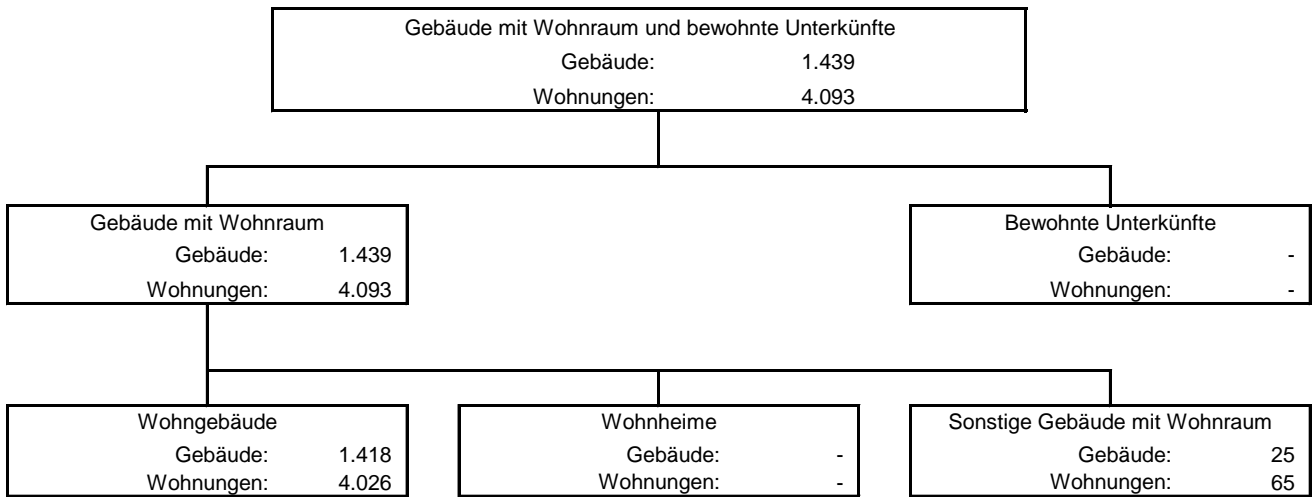 Gebäude mit Wohnraum und bewohnte Unterkünfte
Gebäude: 1.439
Wohnungen: 4.093
Gebäude mit Wohnraum
Gebäude: 1.439
Wohnungen: 4.093
Bewohnte Unterkünfte
Gebäude: -
Wohnungen: -
Wohngebäude
Gebäude: 1.418
Wohnungen: 4.026
Wohnheime
Gebäude: -
Wohnungen: -
Sonstige Gebäude mit Wohnraum
Gebäude: 25
Wohnungen: 65